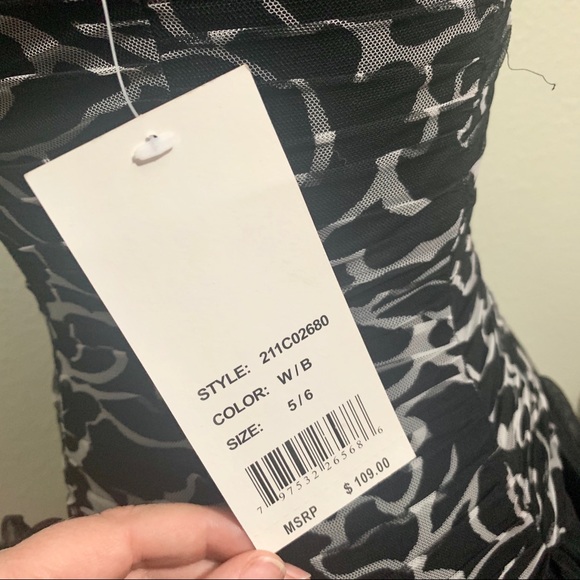 STYLE: 211C02680
COLOR: W/B
SIZE: 5/6
7 97532 26568 6
MSRP $109.00